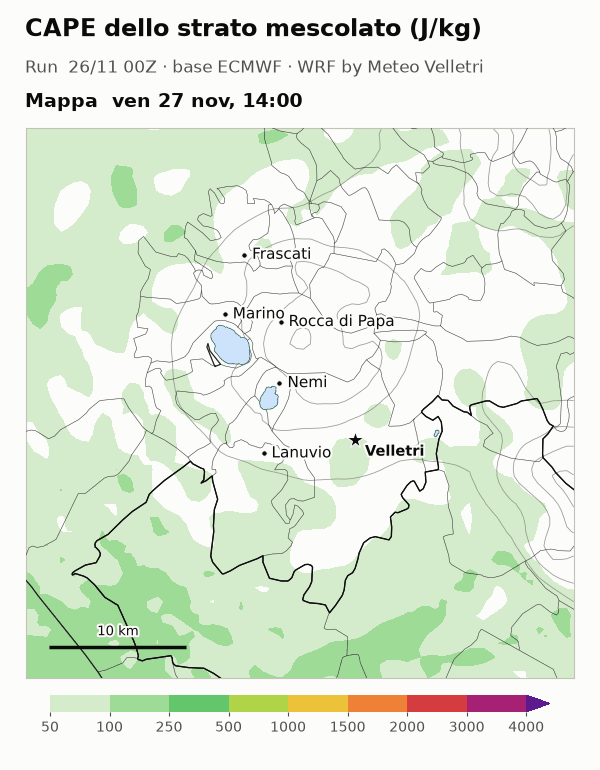 CAPE dello strato mescolato (J/kg)
Run  26/11 00Z · base ECMWF · WRF by Meteo Velletri
Mappa  ven 27 nov, 14:00
Frascati
Marino
Rocca di Papa
Nemi
Velletri
Lanuvio
10 km
50 100 250 500 1000 1500 2000 3000 4000